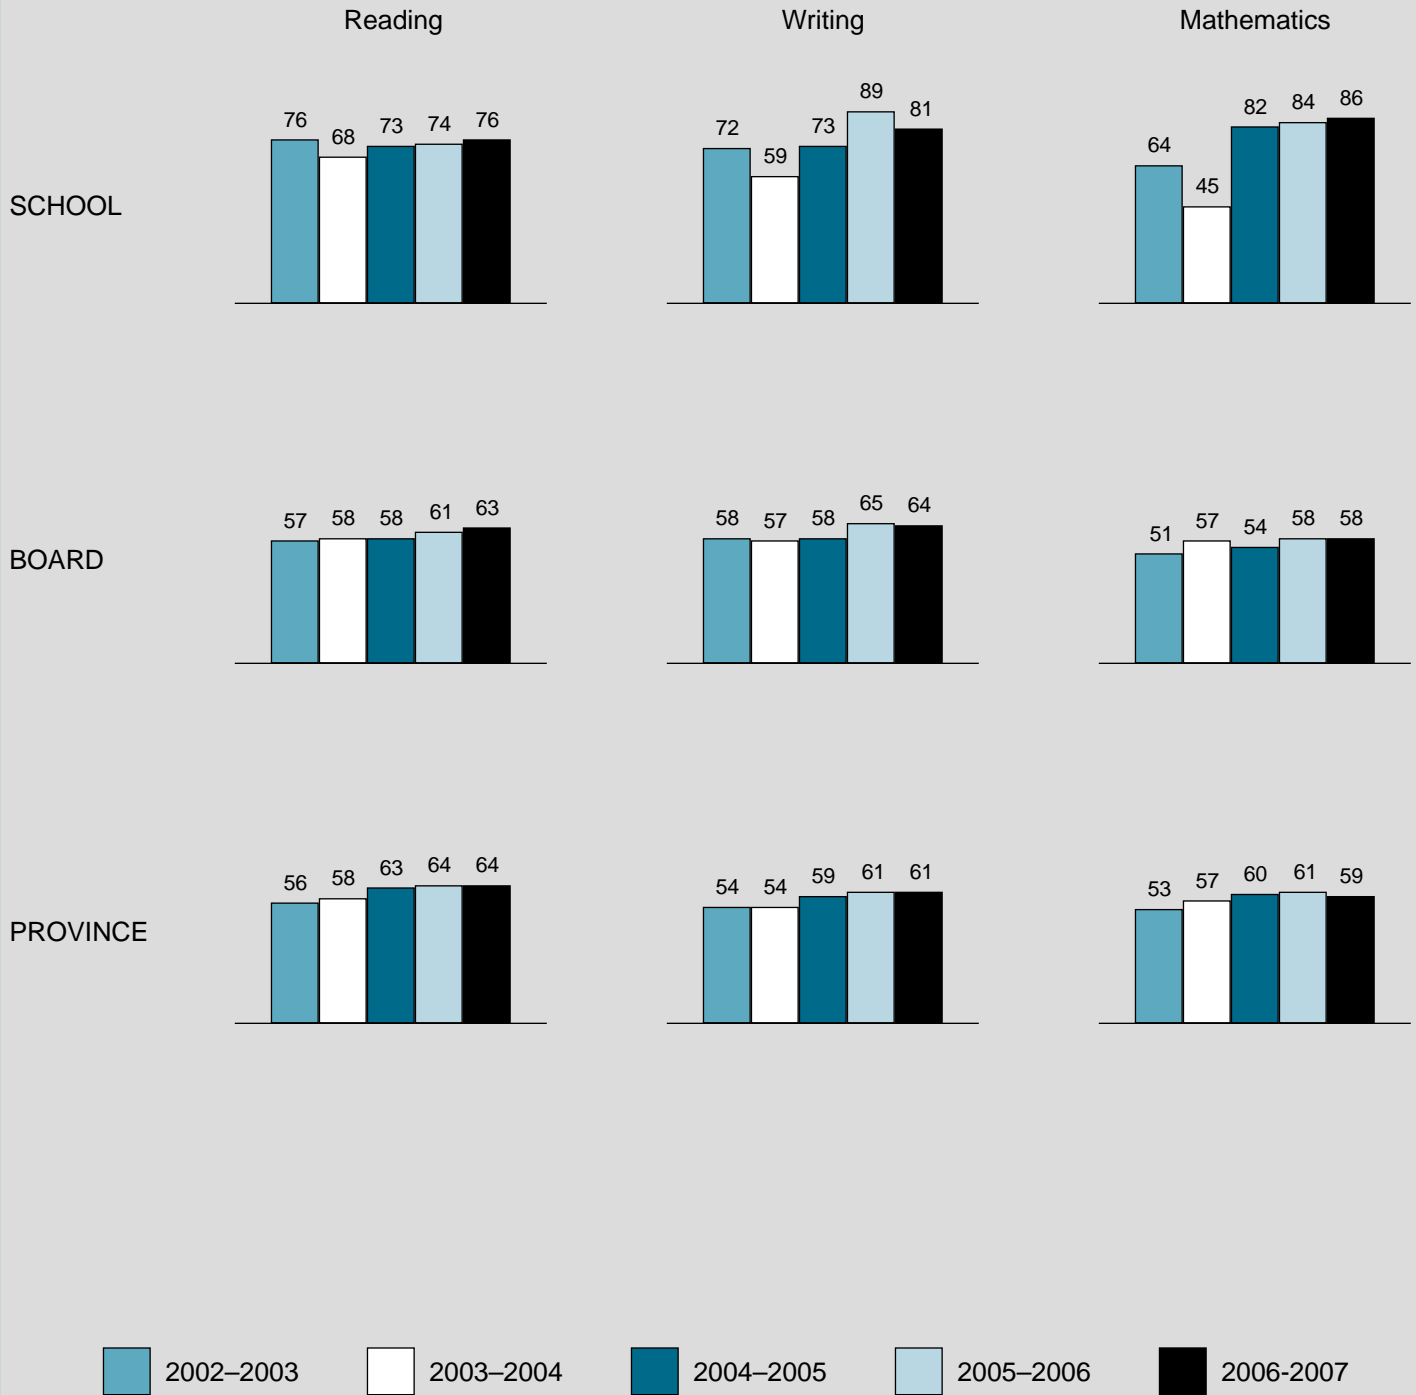 Reading Writing Mathematics
SCHOOL
76 68 73 74 76
72 59 73 89 81
64 45 82 84 86
BOARD
57 58 58 61 63
58 57 58 65 64
51 57 54 58 58
PROVINCE
56 58 63 64 64
54 54 59 61 61
53 57 60 61 59
2002–2003 2003–2004 2004–2005 2005–2006 2006-2007